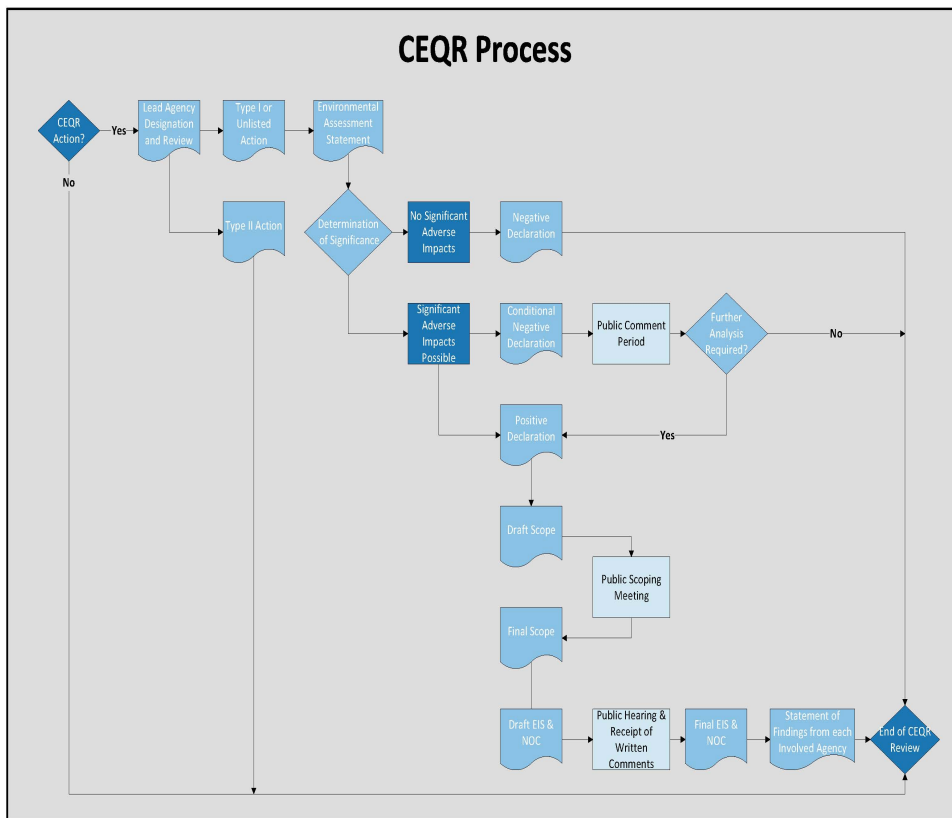 CEQR Process
CEQR
Action?
Yes
Lead Agency
Designation
and Review
Type I or
Unlisted
Action
Environmental
Assessment
Statement
No
Type II Action
Determination
of Significance
No Significant
Adverse
Impacts
Negative
Declaration
Significant
Adverse
Impacts
Possible
Conditional
Negative
Declaration
Public Comment
Period
Further
Analysis
Required?
No
Positive
Declaration
Yes
Draft Scope
Public Scoping
Meeting
Final Scope
Draft EIS &
NOC
Public Hearing &
Receipt of
Written
Comments
Final EIS &
NOC
Statement of
Findings from each
Involved Agency
End of CEQR
Review